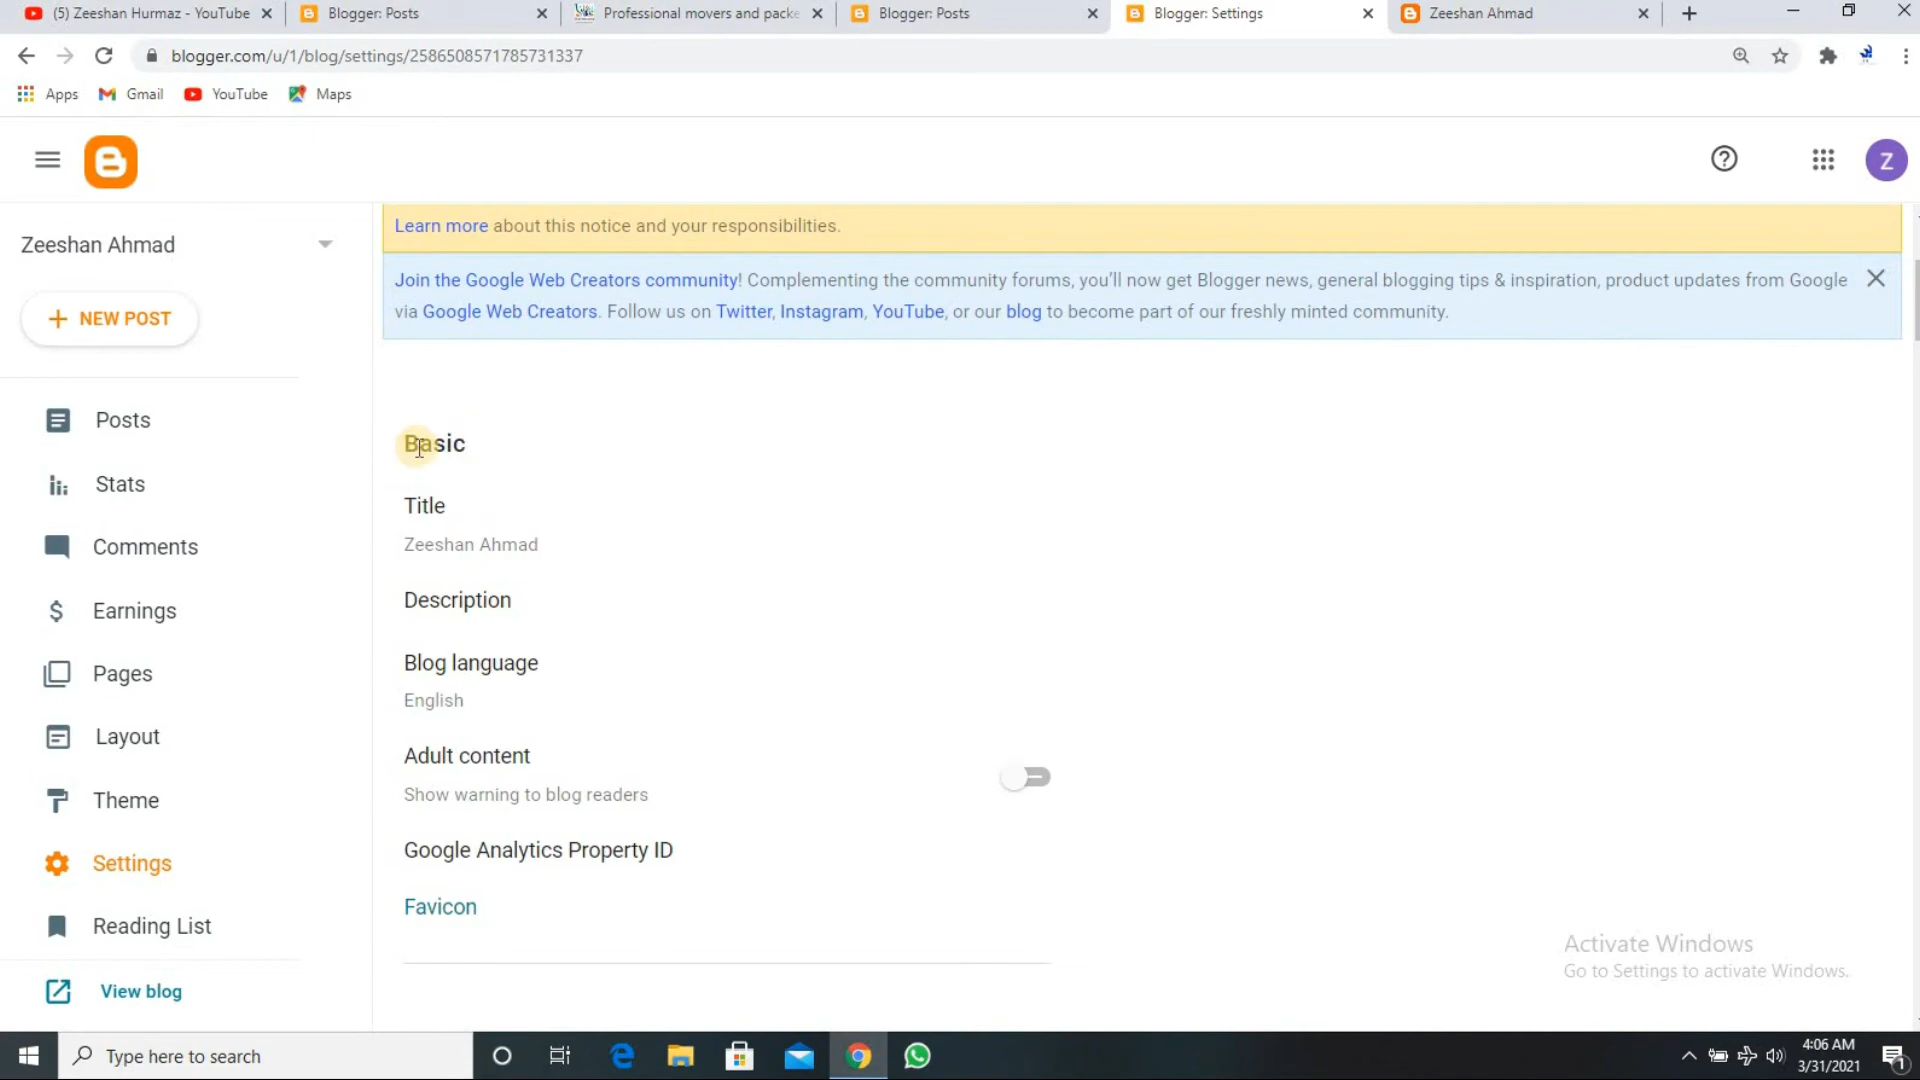 (5) Zeeshan Hurmaz - YouTube
Blogger: Posts
Professional movers and packe
Blogger: Posts
Blogger: Settings
Zeeshan Ahmad
blogger.com/u/1/blog/settings/2586508571785731337
Apps
Gmail
YouTube
Maps
Z
Zeeshan Ahmad
NEW POST
Posts
Stats
Comments
Earnings
Pages
Layout
Theme
Settings
Reading List
View blog
Learn more about this notice and your responsibilities.
Join the Google Web Creators community! Complementing the community forums, you'll now get Blogger news, general blogging tips & inspiration, product updates from Google
via Google Web Creators. Follow us on Twitter, Instagram, YouTube, or our blog to become part of our freshly minted community.
Basic
Title
Zeeshan Ahmad
Description
Blog language
English
Adult content
Show warning to blog readers
Google Analytics Property ID
Favicon
Activate Windows
Go to Settings to activate Windows.
Type here to search
4:06 AM
3/31/2021
1